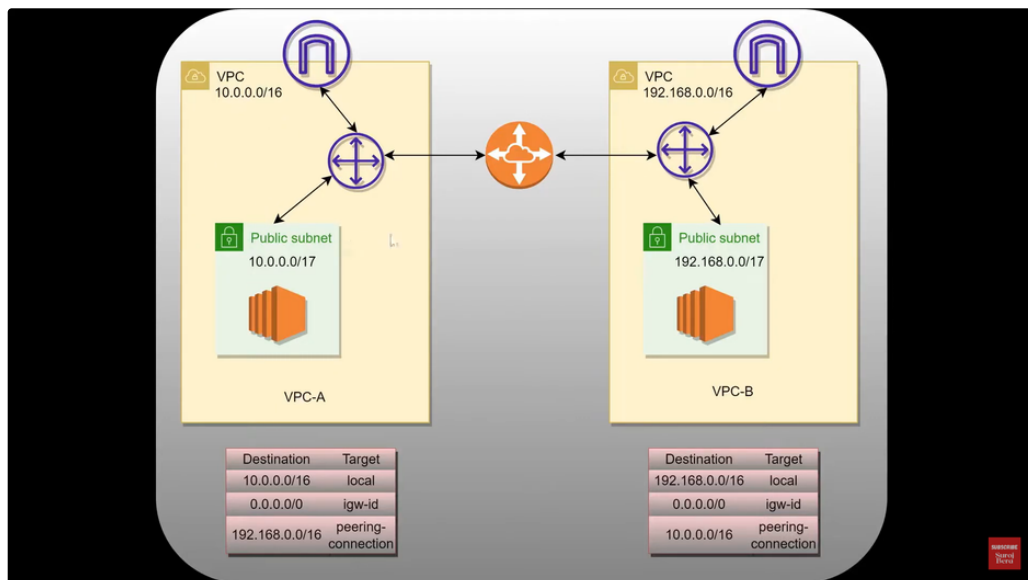 VPC
10.0.0.0/16
Public subnet
10.0.0.0/17
VPC-A
VPC
192.168.0.0/16
Public subnet
192.168.0.0/17
VPC-B
Destination Target
10.0.0.0/16 local
0.0.0.0/0 igw-id
192.168.0.0/16 peering-
connection
Destination Target
192.168.0.0/16 local
0.0.0.0/0 igw-id
10.0.0.0/16 peering-
connection
SUBSCRIBE